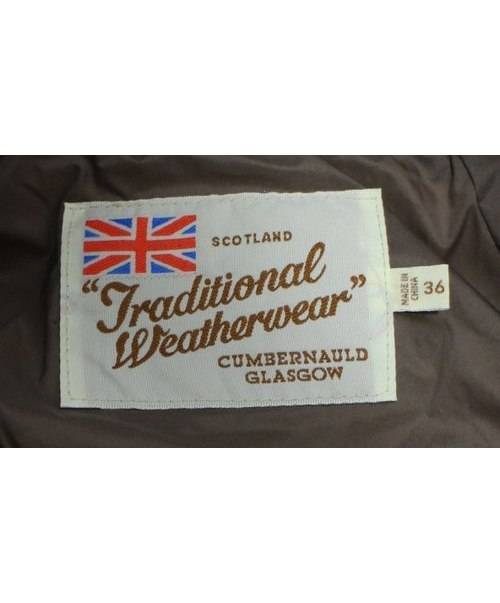 SCOTLAND
"Traditional
Weatherwear"
CUMBERNAULD
GLASGOW
MADE IN
CHINA
36